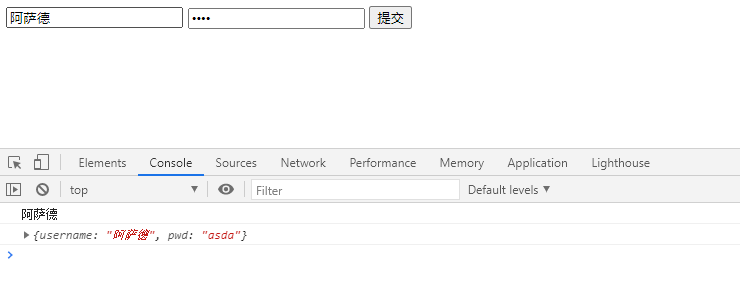 阿萨德 •••• 提交
Elements Console Sources Network Performance Memory Application Lighthouse
top Filter Default levels
阿萨德
{username: "阿萨德", pwd: "asda"}